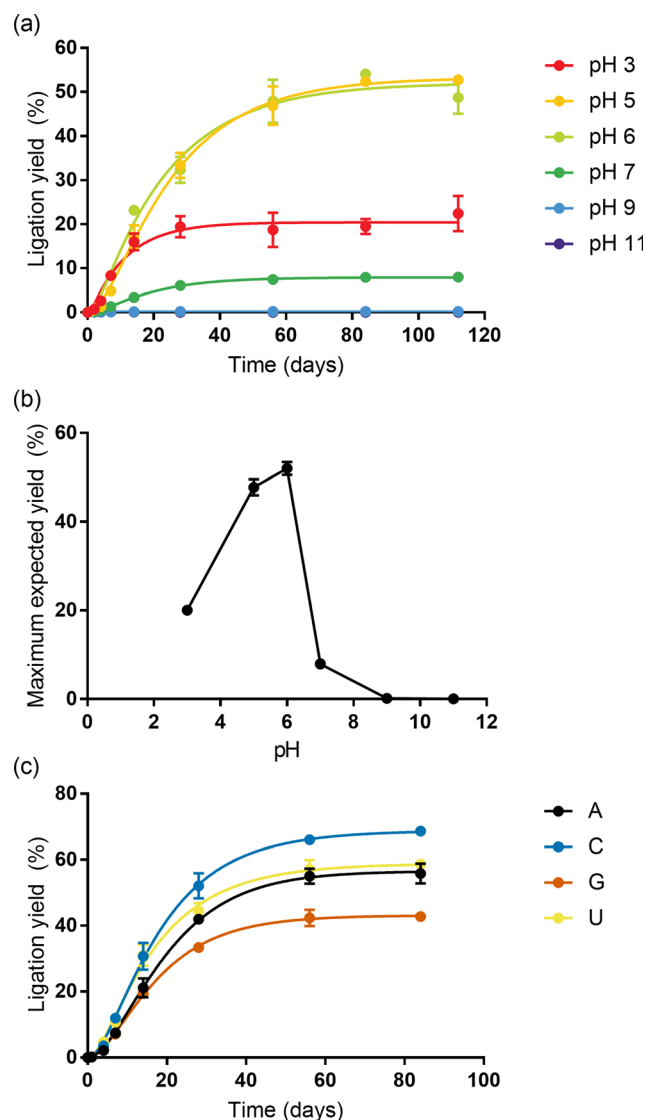 (a)
60
50
40
30
20
10
0
Ligation yield (%)
0 20 40 60 80 100 120
Time (days)
pH 3
pH 5
pH 6
pH 7
pH 9
pH 11
(b)
60
40
20
0
Maximum expected yield (%)
0 2 4 6 8 10 12
pH
(c)
80
60
40
20
0
Ligation yield (%)
0 20 40 60 80 100
Time (days)
A
C
G
U